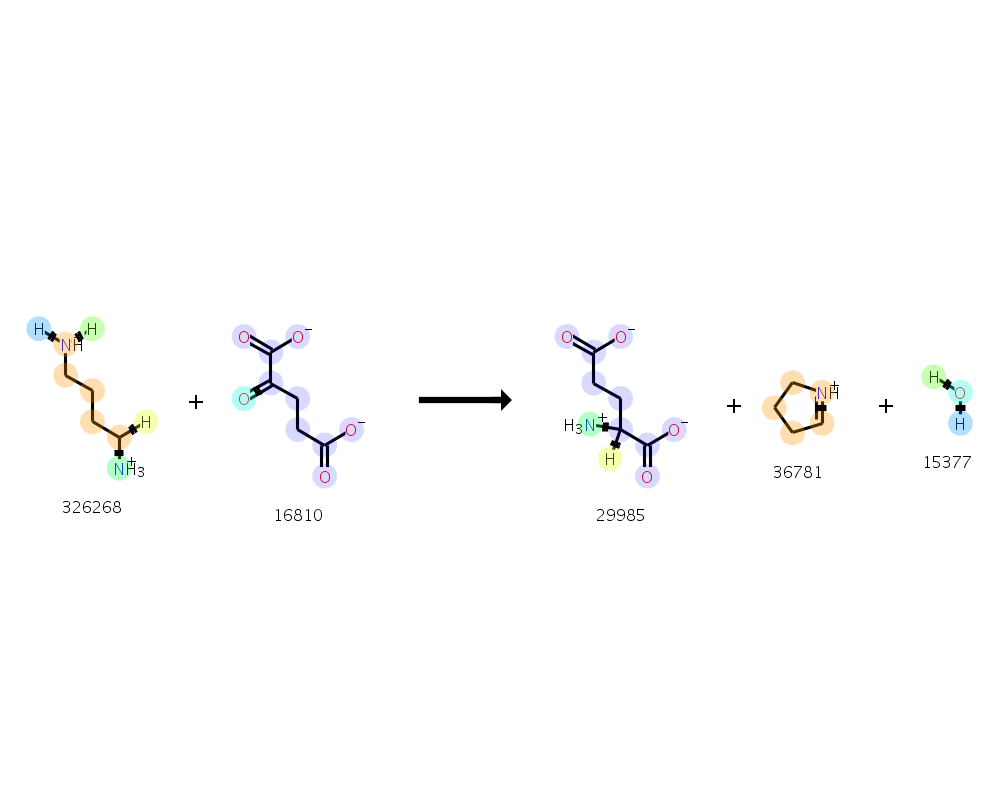 H H
NH
H
NH3+
326268
+
O O−
O
O−
O
16810
O O−
H3N+
O−
H
O
29985
+
NH+
36781
+
H
O
H
15377